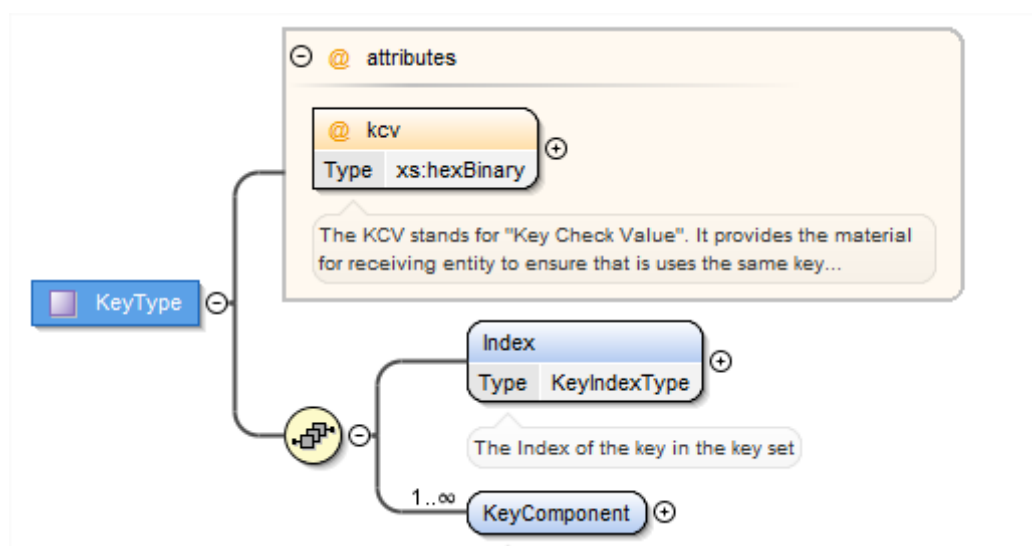 @ attributes
@ kcv
Type xs:hexBinary
The KCV stands for "Key Check Value". It provides the material
for receiving entity to ensure that is uses the same key...
KeyType
Index
Type KeyIndexType
The Index of the key in the key set
1..∞
KeyComponent